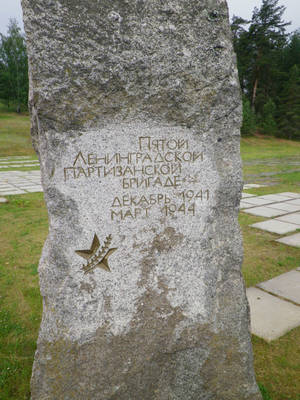 Пятой
Ленинградской
партизанской
бригаде
декабрь 1941
март 1944